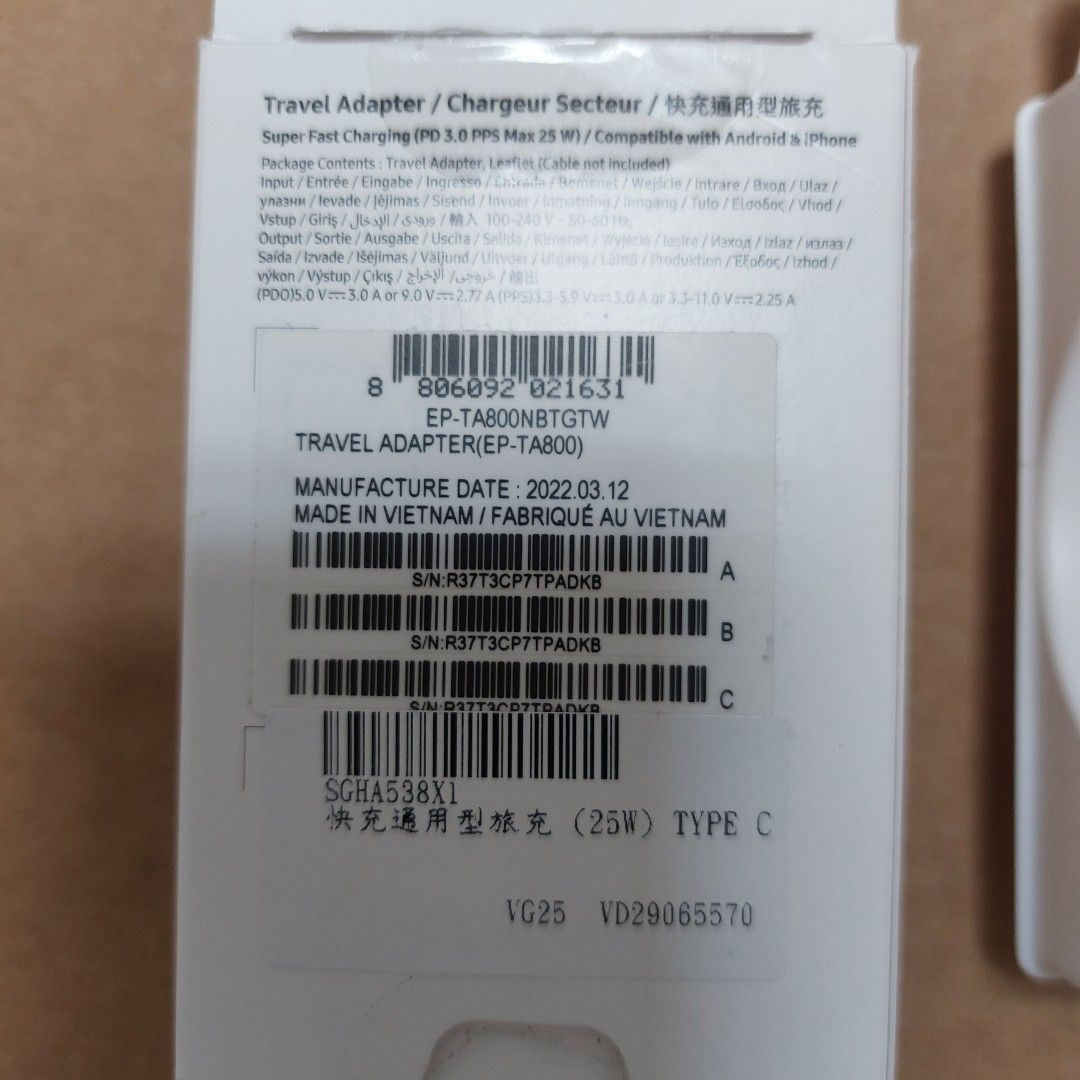 Travel Adapter / Chargeur Secteur / 快充通用型旅充
Super Fast Charging (PD 3.0 PPS Max 25 W) / Compatible with Android & iPhone
Package Contents : Travel Adapter, Leaflet (Cable not included)
Input / Entrée / Eingabe / Ingresso / Entrada / Bemenet / Wejście / Intrare / Вход / Ulaz /
улазни / Ievade / Įėjimas / Sisend / Invoer / Inmatning / Inngang / Tulo / Είσοδος / Vhod /
Vstup / Giriş / الإدخال / ورودی / 輸入 100-240 V ~ 50-60 Hz,
Output / Sortie / Ausgabe / Uscita / Salida / Kimenet / Wyjście / Ieșire / Изход / Izlaz / излаз /
Saída / Izvade / Išėjimas / Väljund / Uitvoer / Utgang / Lähtö / Produktion / Έξοδος / Izhod /
výkon / Výstup / Çıkış / الإخراج / خروجی / 輸出
(PDO)5.0 V⎓3.0 A or 9.0 V⎓2.77 A (PPS)3.3-5.9 V⎓3.0 A or 3.3-11.0 V⎓2.25 A
8 806092 021631
EP-TA800NBTGTW
TRAVEL ADAPTER(EP-TA800)
MANUFACTURE DATE : 2022.03.12
MADE IN VIETNAM / FABRIQUÉ AU VIETNAM
A
S/N:R37T3CP7TPADKB
B
S/N:R37T3CP7TPADKB
C
S/N:R37T3CP7TPADKB
SGHA538X1
快充通用型旅充 (25W) TYPE C
VG25 VD29065570